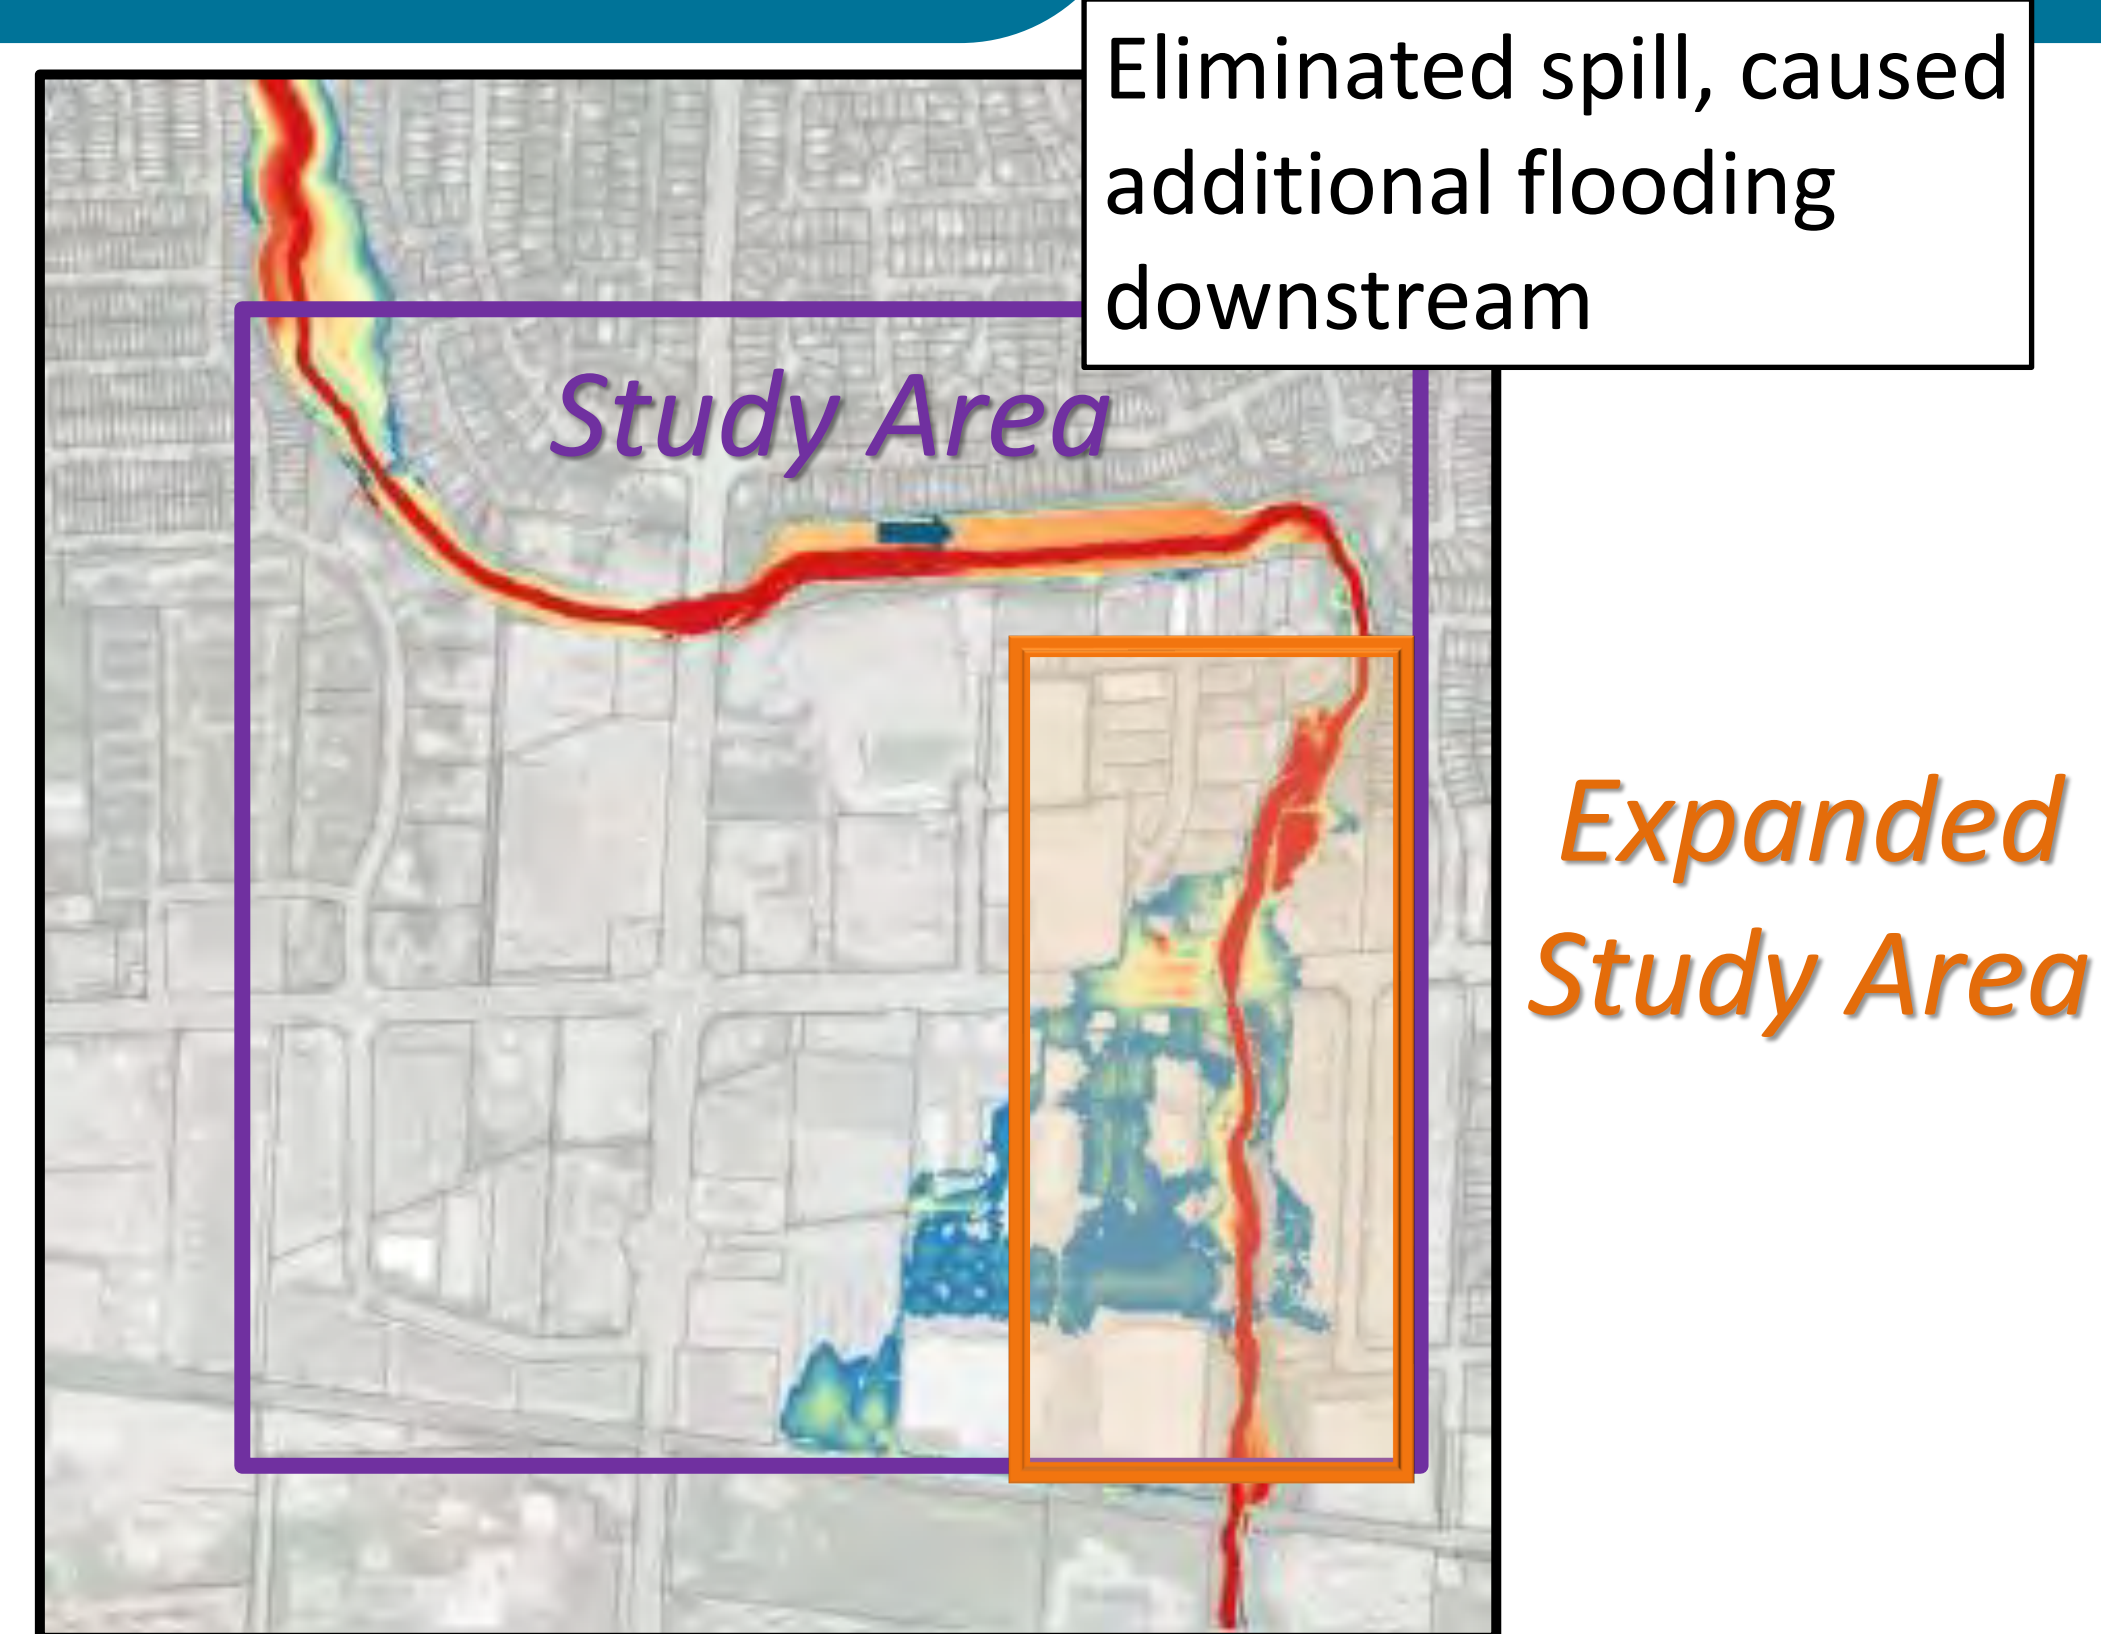 Eliminated spill, caused
additional flooding
downstream
Study Area
Expanded
Study Area